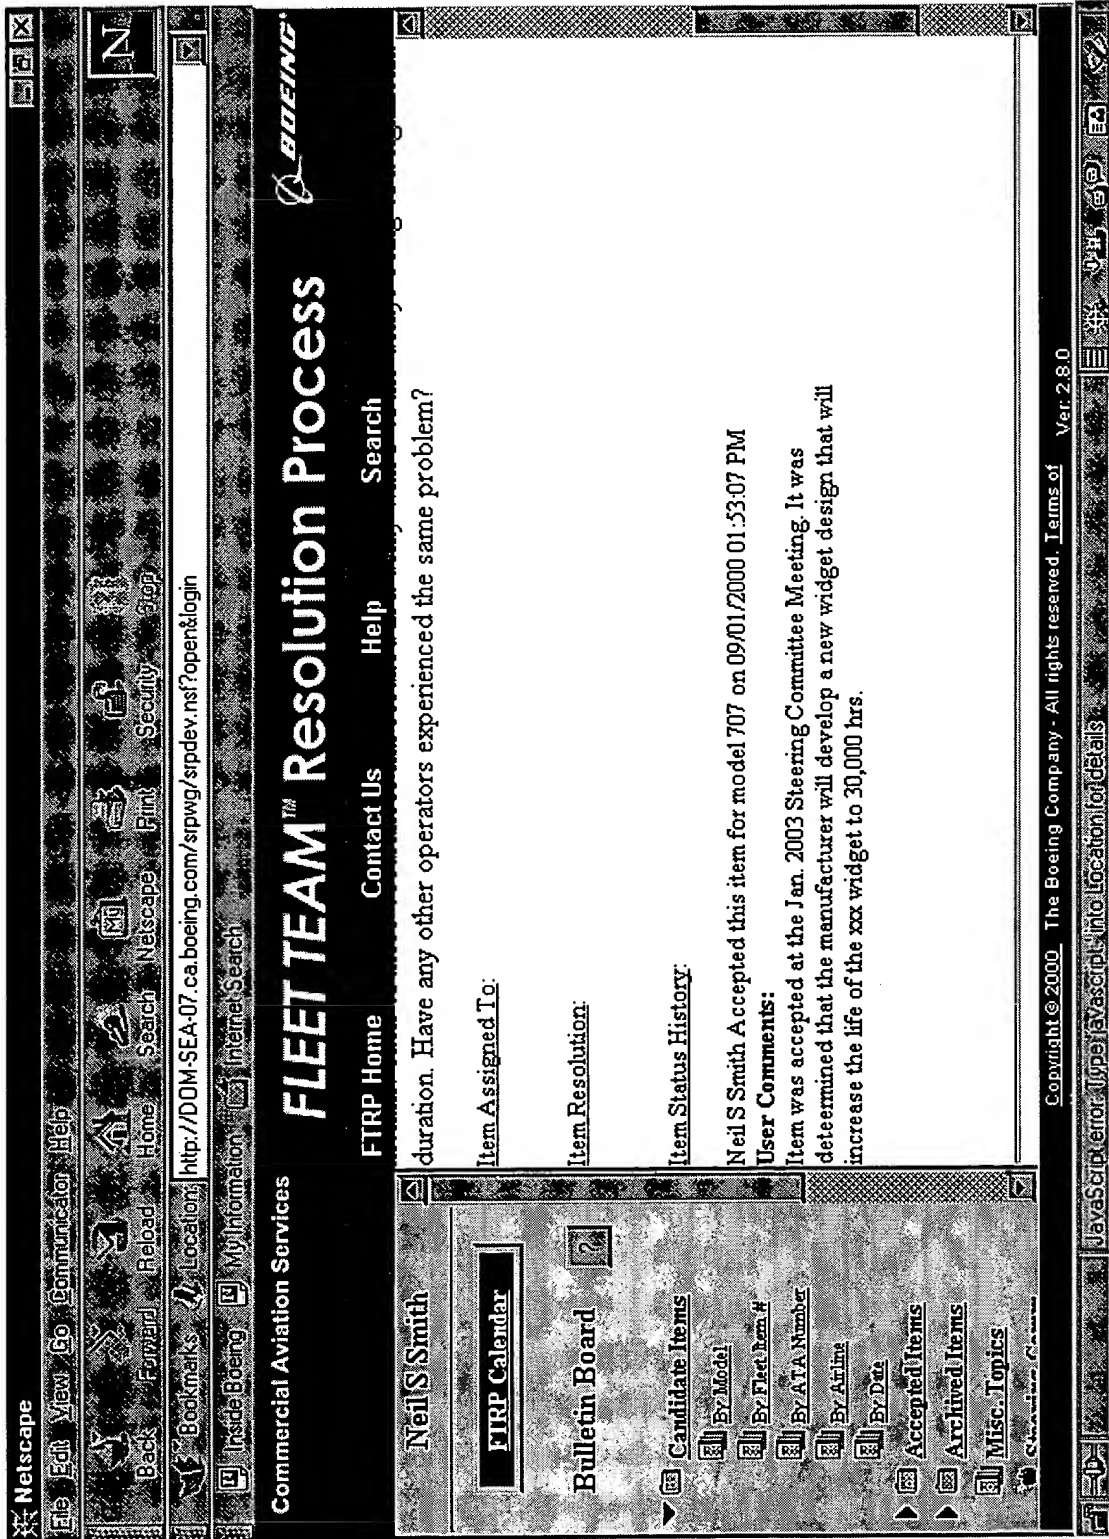 Netscape
File Edit View Go Communicator Help
Back Forward Reload Home Search Netscape Print Security Stop
Bookmarks Location: http://DOM-SEA-07.ca.boeing.com/srpwg/srpdev.nsf?open&login
Inside Boeing My Information Internet Search
Commercial Aviation Services
FLEET TEAM™ Resolution Process
BOEING
FTRP Home Contact Us Help Search
Neil S Smith
FTRP Calendar
Bulletin Board ?
Candidate Items
By Model
By Fleet Item #
By ATA Number
By Airline
By Date
Accepted Items
Archived Items
Misc. Topics
duration. Have any other operators experienced the same problem?
Item Assigned To:
Item Resolution:
Item Status History:
Neil S Smith Accepted this item for model 707 on 09/01/2000 01:53:07 PM
User Comments:
Item was accepted at the Jan. 2003 Steering Committee Meeting. It was
determined that the manufacturer will develop a new widget design that will
increase the life of the xxx widget to 30,000 hrs.
Copyright © 2000 The Boeing Company - All rights reserved. Terms of
Ver: 2.8.0
JavaScript error: Type 'javascript:' into Location for details